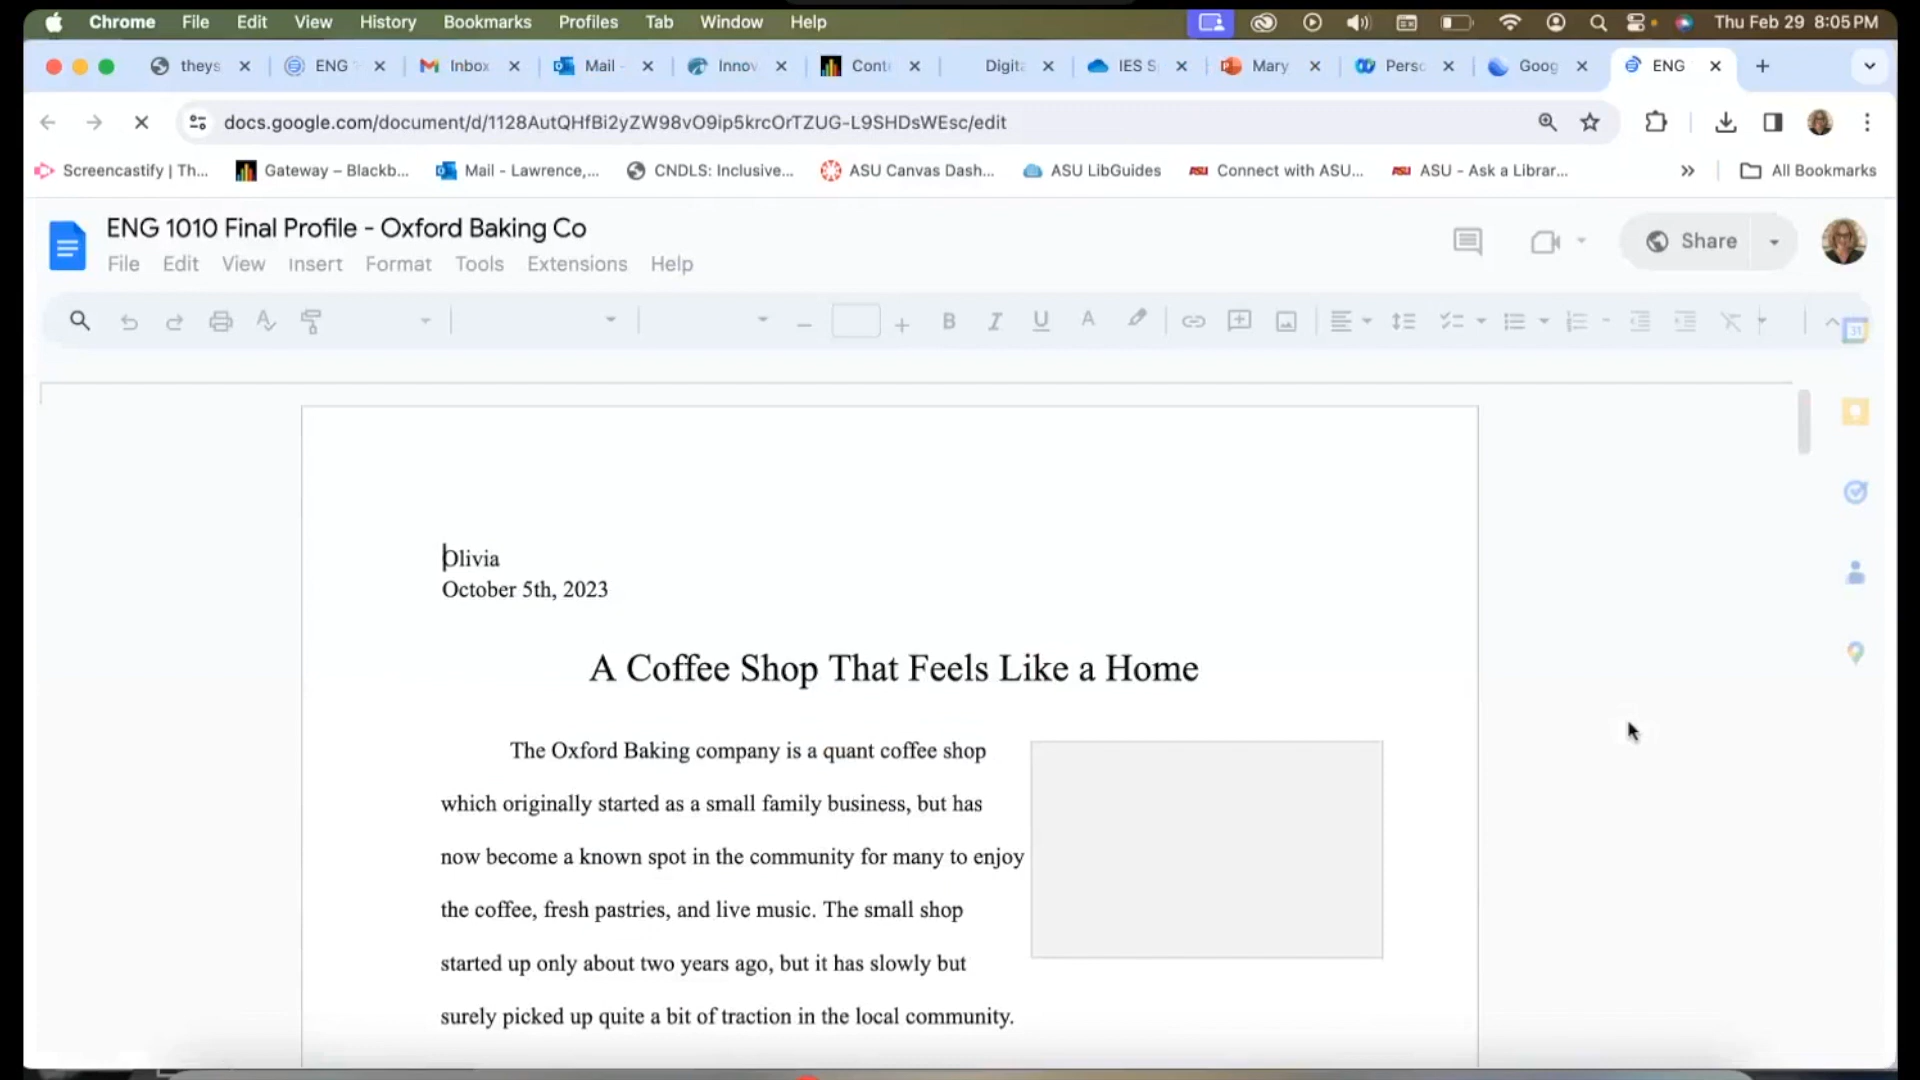 Chrome File Edit View History Bookmarks Profiles Tab Window Help Thu Feb 29 8:05 PM
theys ENG Inbox Mail - Innov Cont Digit IES S Mary Perso Goog ENG
docs.google.com/document/d/1128AutQHfBi2yZW98vO9ip5krcOrTZUG-L9SHDsWEsc/edit
Screencastify | Th... Gateway – Blackb... Mail - Lawrence,... CNDLS: Inclusive... ASU Canvas Dash... ASU LibGuides ASU Connect with ASU... ASU ASU - Ask a Librar... » All Bookmarks
ENG 1010 Final Profile - Oxford Baking Co
Share
File Edit View Insert Format Tools Extensions Help
31
Olivia
October 5th, 2023
A Coffee Shop That Feels Like a Home
The Oxford Baking company is a quant coffee shop
which originally started as a small family business, but has
now become a known spot in the community for many to enjoy
the coffee, fresh pastries, and live music. The small shop
started up only about two years ago, but it has slowly but
surely picked up quite a bit of traction in the local community.